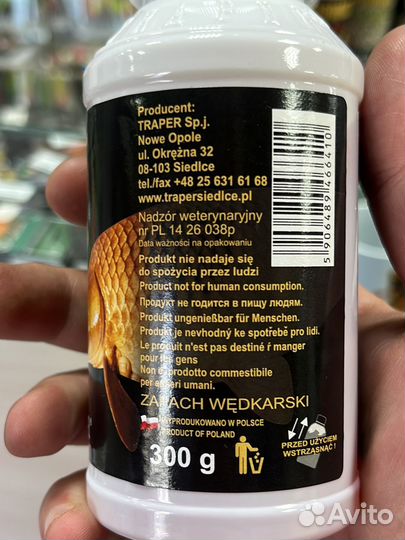 Producent:
TRAPER Sp.j.
Nowe Opole
ul. Okrężna 32
08-103 Siedlce
tel./fax +48 25 631 61 68
www.trapersiedlce.pl
Nadzór weterynaryjny
nr PL 14 26 038p
Data ważności na opakowaniu
Produkt nie nadaje się
do spożycia przez ludzi
Product not for human consumption.
Продукт не годится в пищу людям.
Produkt ungenießbar für Menschen.
Produkt je nevhodný ke spotřebě pro lidi.
Le produit n'est pas destiné ŕ manger
pour les gens
Non è prodotto commestibile
per esseri umani.
ZAPACH WĘDKARSKI
WYPRODUKOWANO W POLSCE
PRODUCT OF POLAND
300 g
PRZED UŻYCIEM
WSTRZĄSNĄĆ !
5 906489 466410
Avito